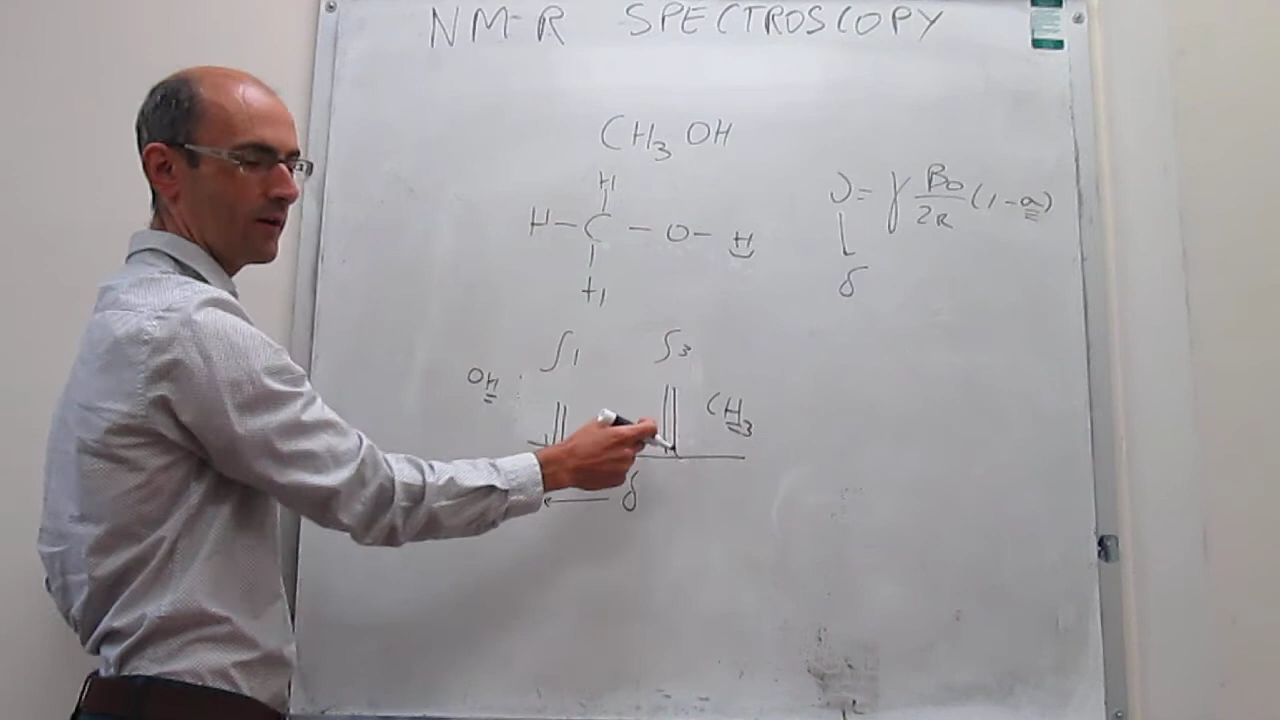 NMR SPECTROSCOPY
CH3 OH
H
H – C – O – H
H
ν = γ B0/2π (1-σ)
δ
∫1 ∫3
OH
CH3
δ